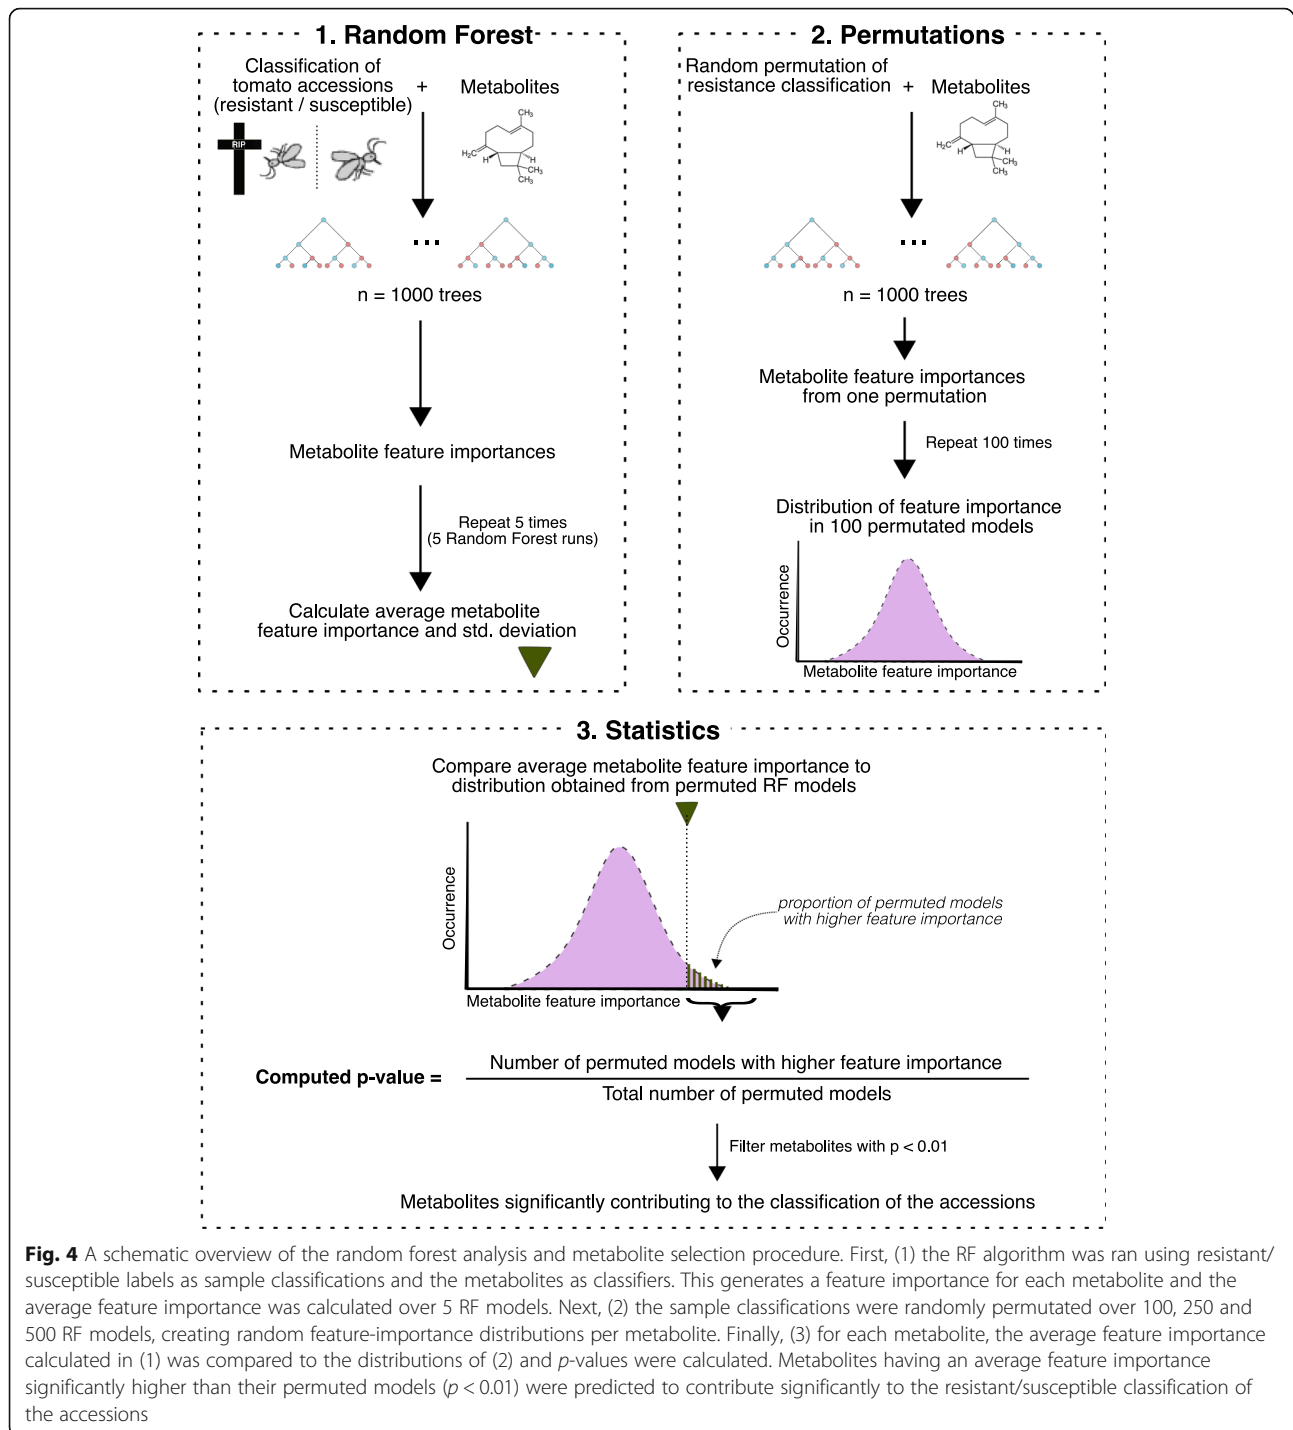 1. Random Forest
Classification of
tomato accessions
(resistant / susceptible)
+
Metabolites
RIP
CH₃
H₂C
H
H
CH₃
CH₃
...
n = 1000 trees
Metabolite feature importances
Repeat 5 times
(5 Random Forest runs)
Calculate average metabolite
feature importance and std. deviation
2. Permutations
Random permutation of
resistance classification
+
Metabolites
CH₃
H₂C
H
H
CH₃
CH₃
...
n = 1000 trees
Metabolite feature importances
from one permutation
Repeat 100 times
Distribution of feature importance
in 100 permutated models
Occurrence
Metabolite feature importance
3. Statistics
Compare average metabolite feature importance to
distribution obtained from permuted RF models
Occurrence
proportion of permuted models
with higher feature importance
Metabolite feature importance
Computed p-value =
Number of permuted models with higher feature importance
Total number of permuted models
Filter metabolites with p < 0.01
Metabolites significantly contributing to the classification of the accessions
Fig. 4 A schematic overview of the random forest analysis and metabolite selection procedure. First, (1) the RF algorithm was ran using resistant/
susceptible labels as sample classifications and the metabolites as classifiers. This generates a feature importance for each metabolite and the
average feature importance was calculated over 5 RF models. Next, (2) the sample classifications were randomly permutated over 100, 250 and
500 RF models, creating random feature-importance distributions per metabolite. Finally, (3) for each metabolite, the average feature importance
calculated in (1) was compared to the distributions of (2) and p-values were calculated. Metabolites having an average feature importance
significantly higher than their permuted models (p < 0.01) were predicted to contribute significantly to the resistant/susceptible classification of
the accessions